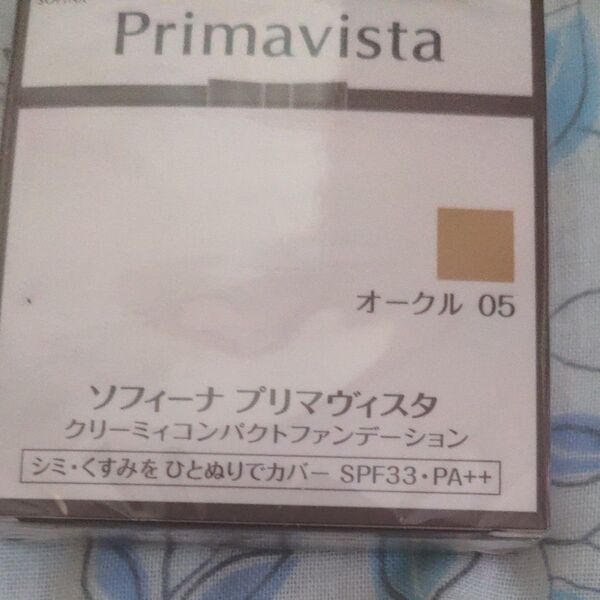 SOFINA
Primavista
オークル 05
ソフィーナ プリマヴィスタ
クリーミィコンパクトファンデーション
シミ・くすみを ひとぬりでカバー SPF33・PA++